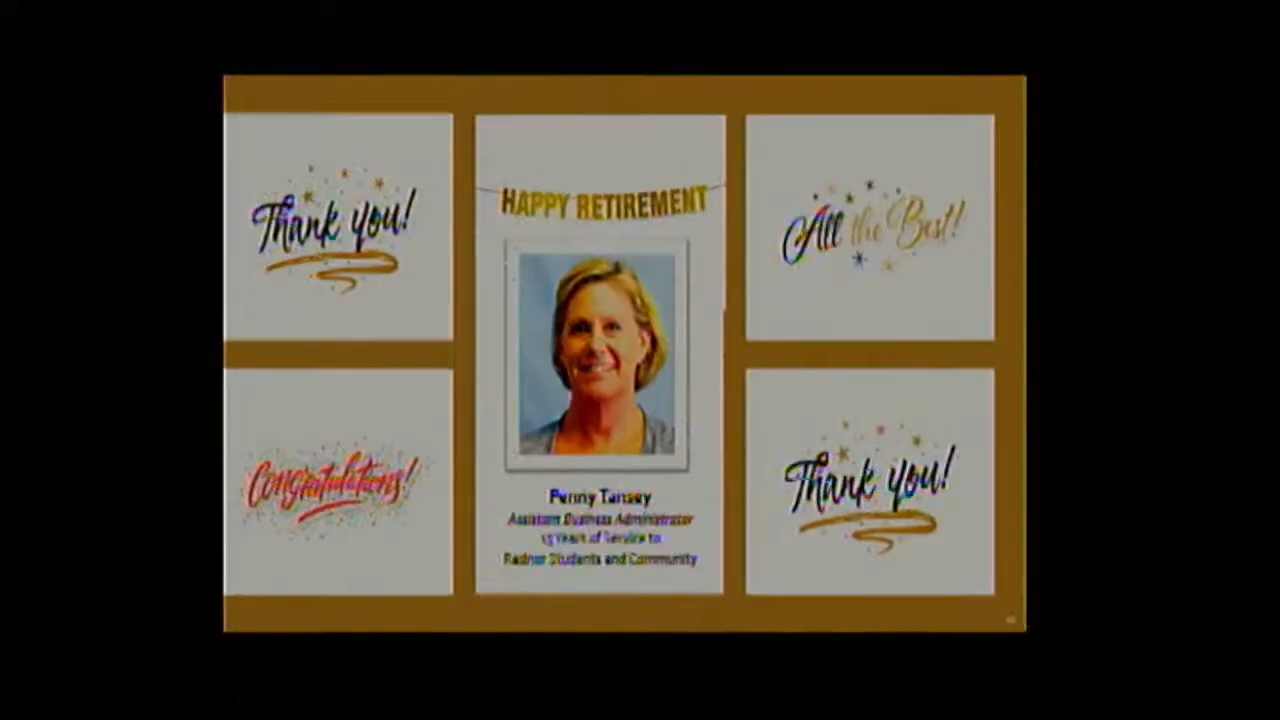 Thank you!
HAPPY RETIREMENT
All the Best!
Congratulations!
Penny Tansey
Assistant Business Administrator
15 Years of Service to
Radnor Students and Community
Thank you!